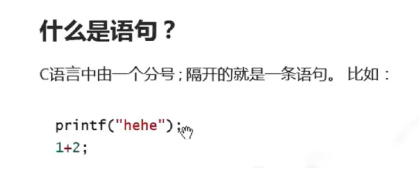 什么是语句？
C语言中由一个分号 ; 隔开的就是一条语句。 比如：
printf("hehe");
1+2;